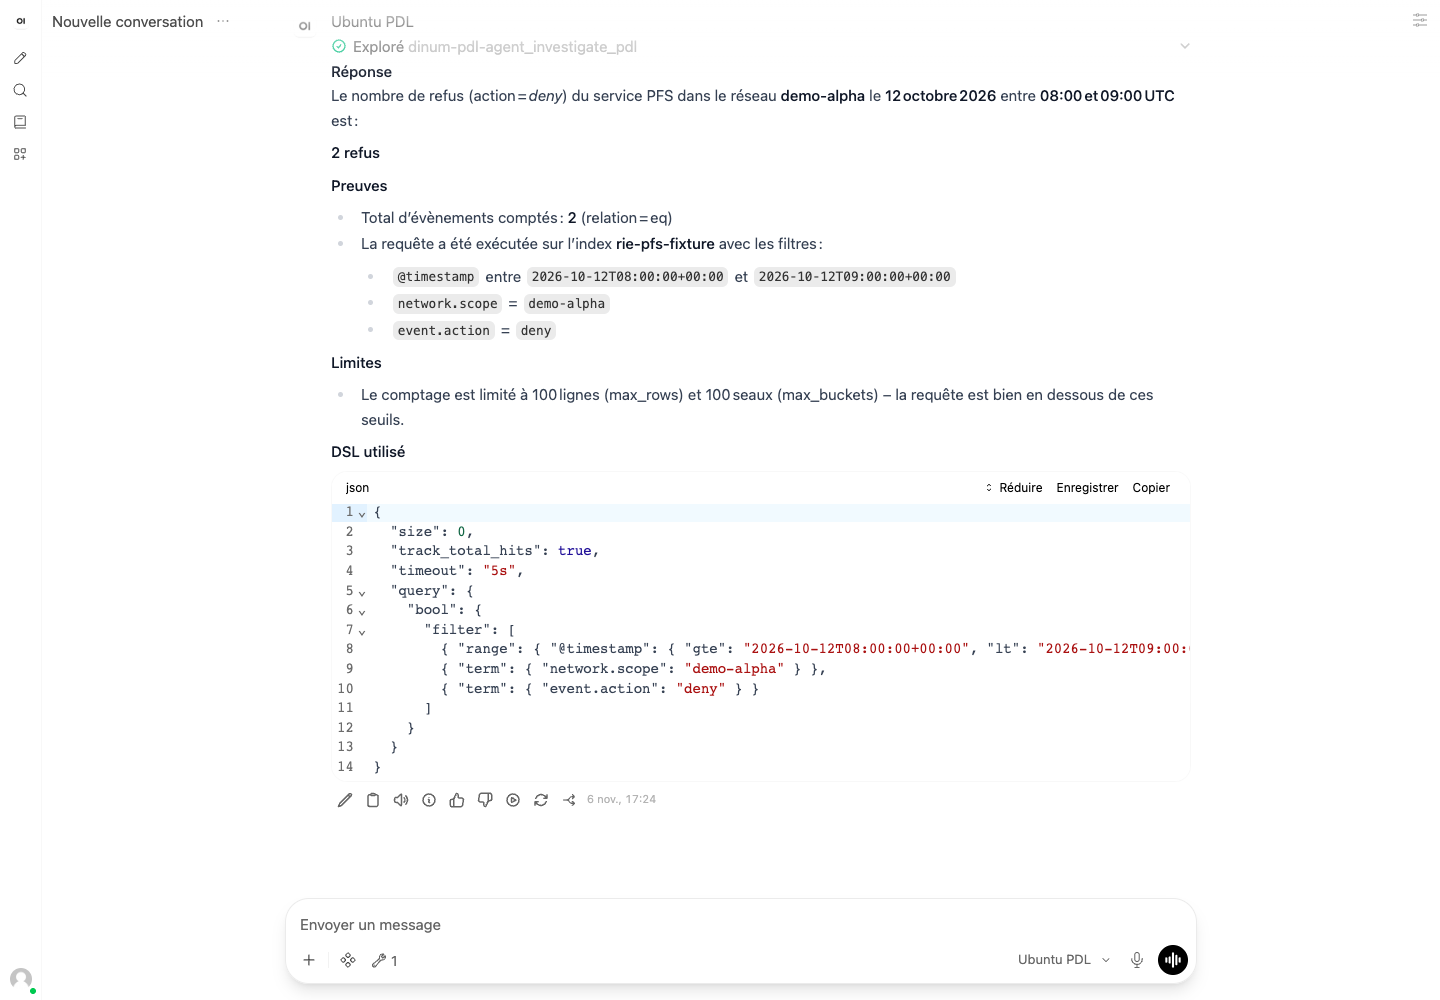 OI
Nouvelle conversation ···
OI
Ubuntu PDL
Exploré dinum-pdl-agent_investigate_pdl
Réponse
Le nombre de refus (action = deny) du service PFS dans le réseau demo-alpha le 12 octobre 2026 entre 08:00 et 09:00 UTC
est :
2 refus
Preuves
Total d’évènements comptés : 2 (relation = eq)
La requête a été exécutée sur l’index rie-pfs-fixture avec les filtres :
@timestamp entre 2026-10-12T08:00:00+00:00 et 2026-10-12T09:00:00+00:00
network.scope = demo-alpha
event.action = deny
Limites
Le comptage est limité à 100 lignes (max_rows) et 100 seaux (max_buckets) – la requête est bien en dessous de ces
seuils.
DSL utilisé
json Réduire Enregistrer Copier
1 {
2 "size": 0,
3 "track_total_hits": true,
4 "timeout": "5s",
5 "query": {
6 "bool": {
7 "filter": [
8 { "range": { "@timestamp": { "gte": "2026-10-12T08:00:00+00:00", "lt": "2026-10-12T09:00:
9 { "term": { "network.scope": "demo-alpha" } },
10 { "term": { "event.action": "deny" } }
11 ]
12 }
13 }
14 }
6 nov., 17:24
Envoyer un message
1
Ubuntu PDL